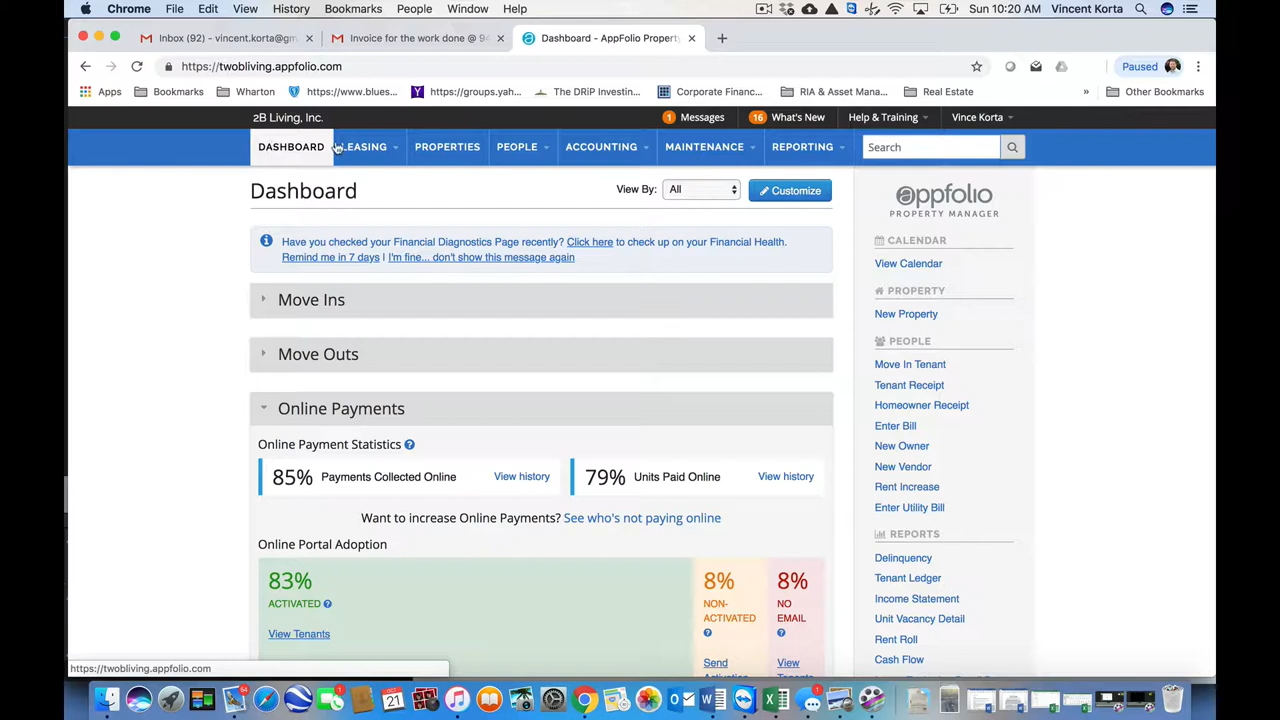 Chrome File Edit View History Bookmarks People Window Help Sun 10:20 AM Vincent Korta
Inbox (92) - vincent.korta@gm Invoice for the work done @ 94 Dashboard - AppFolio Property
https://twobliving.appfolio.com Paused
Apps Bookmarks Wharton https://www.blues... https://groups.yah... The DRiP Investin... Corporate Financ... RIA & Asset Mana... Real Estate » Other Bookmarks
2B Living, Inc. 1 Messages 16 What's New Help & Training Vince Korta
DASHBOARD LEASING PROPERTIES PEOPLE ACCOUNTING MAINTENANCE REPORTING Search
Dashboard View By: All Customize
appfolio
PROPERTY MANAGER
Have you checked your Financial Diagnostics Page recently? Click here to check up on your Financial Health.
Remind me in 7 days | I'm fine... don't show this message again
Move Ins
Move Outs
Online Payments
Online Payment Statistics ?
85% Payments Collected Online View history 79% Units Paid Online View history
Want to increase Online Payments? See who's not paying online
Online Portal Adoption
83%
ACTIVATED ?
View Tenants
8%
NON-
ACTIVATED
?
Send
8%
NO
EMAIL
?
View
CALENDAR
View Calendar
PROPERTY
New Property
PEOPLE
Move In Tenant
Tenant Receipt
Homeowner Receipt
Enter Bill
New Owner
New Vendor
Rent Increase
Enter Utility Bill
REPORTS
Delinquency
Tenant Ledger
Income Statement
Unit Vacancy Detail
Rent Roll
Cash Flow
https://twobliving.appfolio.com
OCT
21